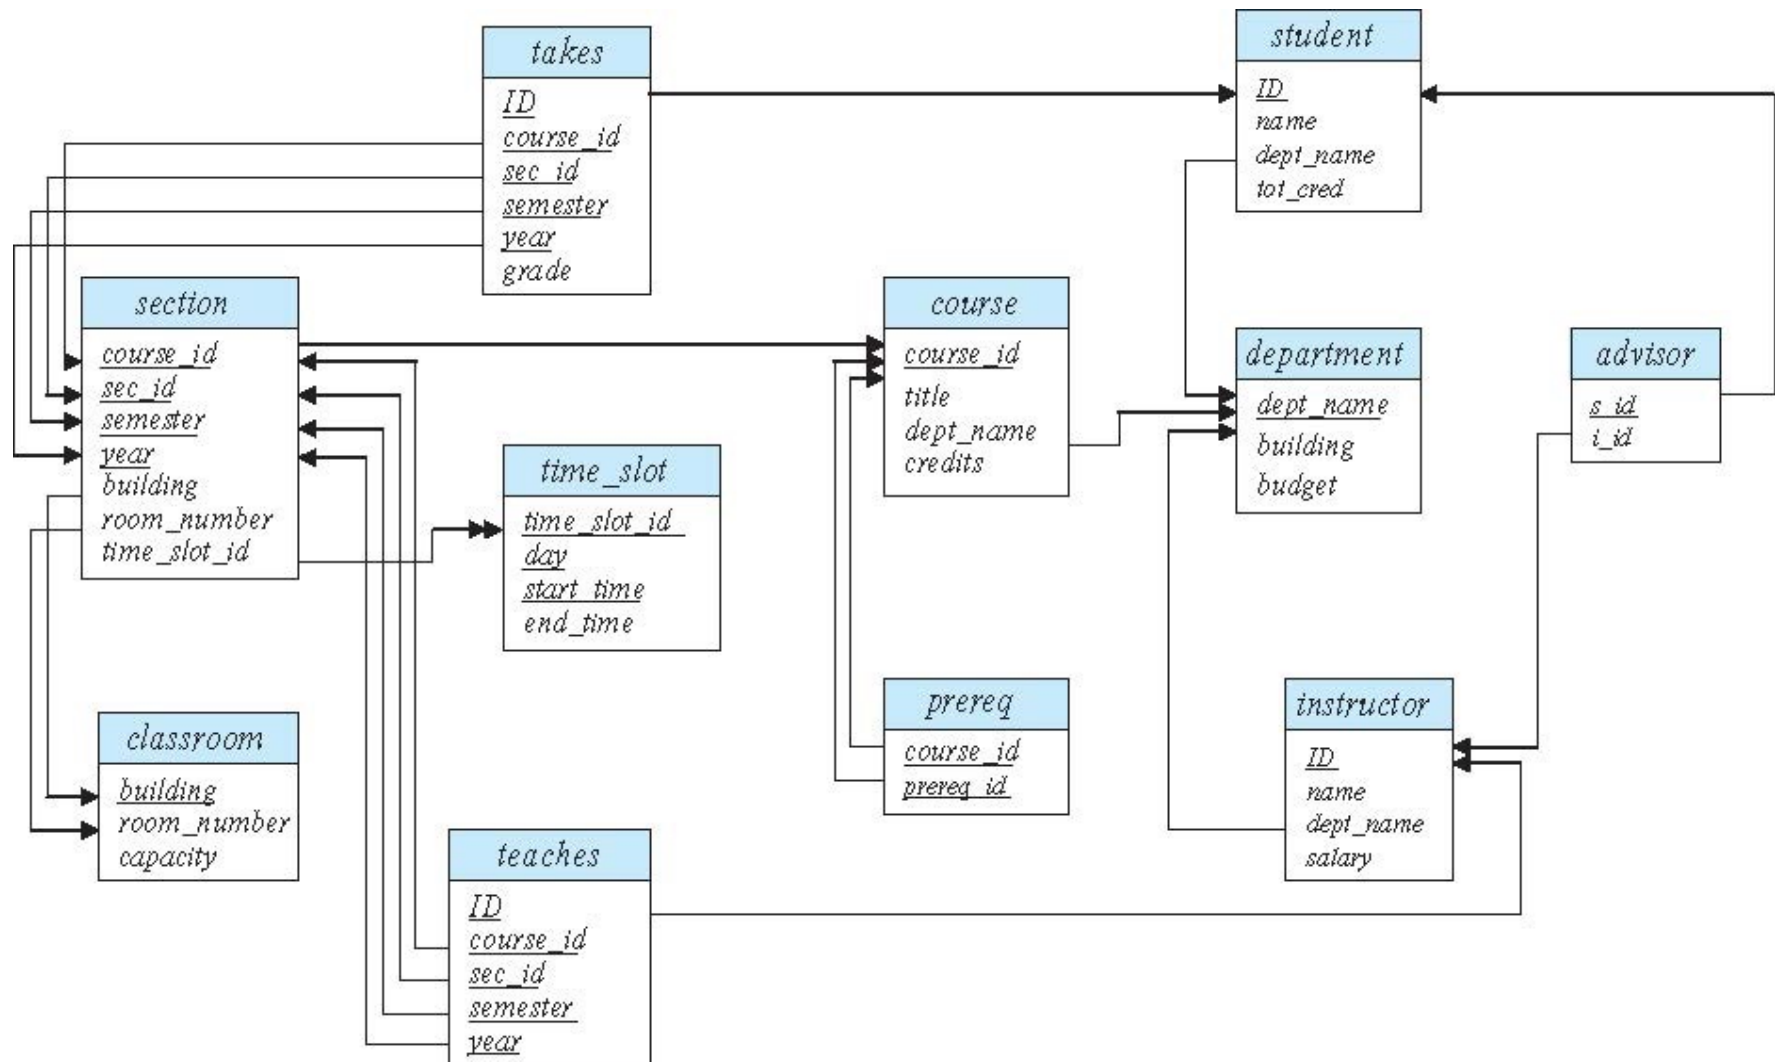 takes
ID
course_id
sec_id
semester
year
grade
student
ID
name
dept_name
tot_cred
section
course_id
sec_id
semester
year
building
room_number
time_slot_id
course
course_id
title
dept_name
credits
department
dept_name
building
budget
advisor
s_id
i_id
time_slot
time_slot_id
day
start_time
end_time
prereq
course_id
prereq_id
instructor
ID
name
dept_name
salary
classroom
building
room_number
capacity
teaches
ID
course_id
sec_id
semester
year